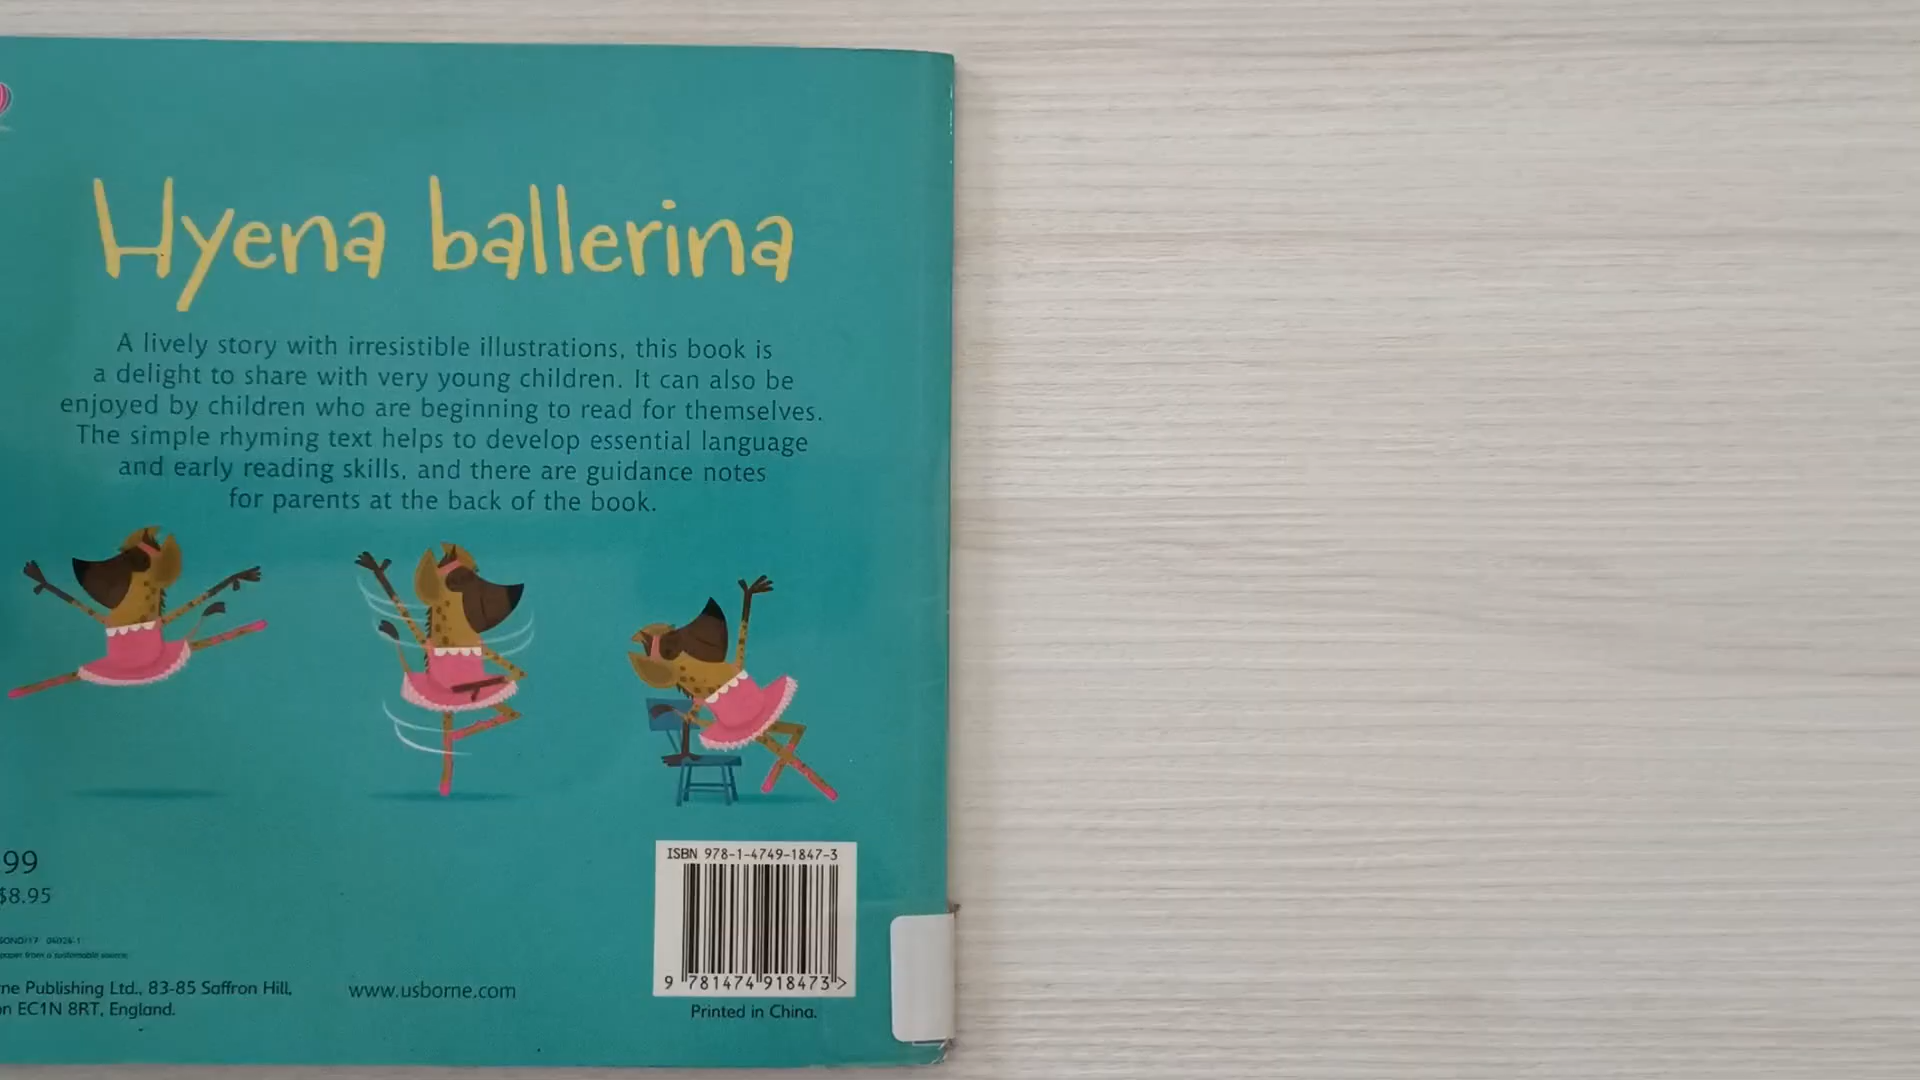 Hyena ballerina
A lively story with irresistible illustrations, this book is
a delight to share with very young children. It can also be
enjoyed by children who are beginning to read for themselves.
The simple rhyming text helps to develop essential language
and early reading skills, and there are guidance notes
for parents at the back of the book.
99
$8.95
paper from a sustainable source.
ne Publishing Ltd., 83-85 Saffron Hill,
n EC1N 8RT, England.
www.usborne.com
ISBN 978-1-4749-1847-3
9 781474 918473 >
Printed in China.